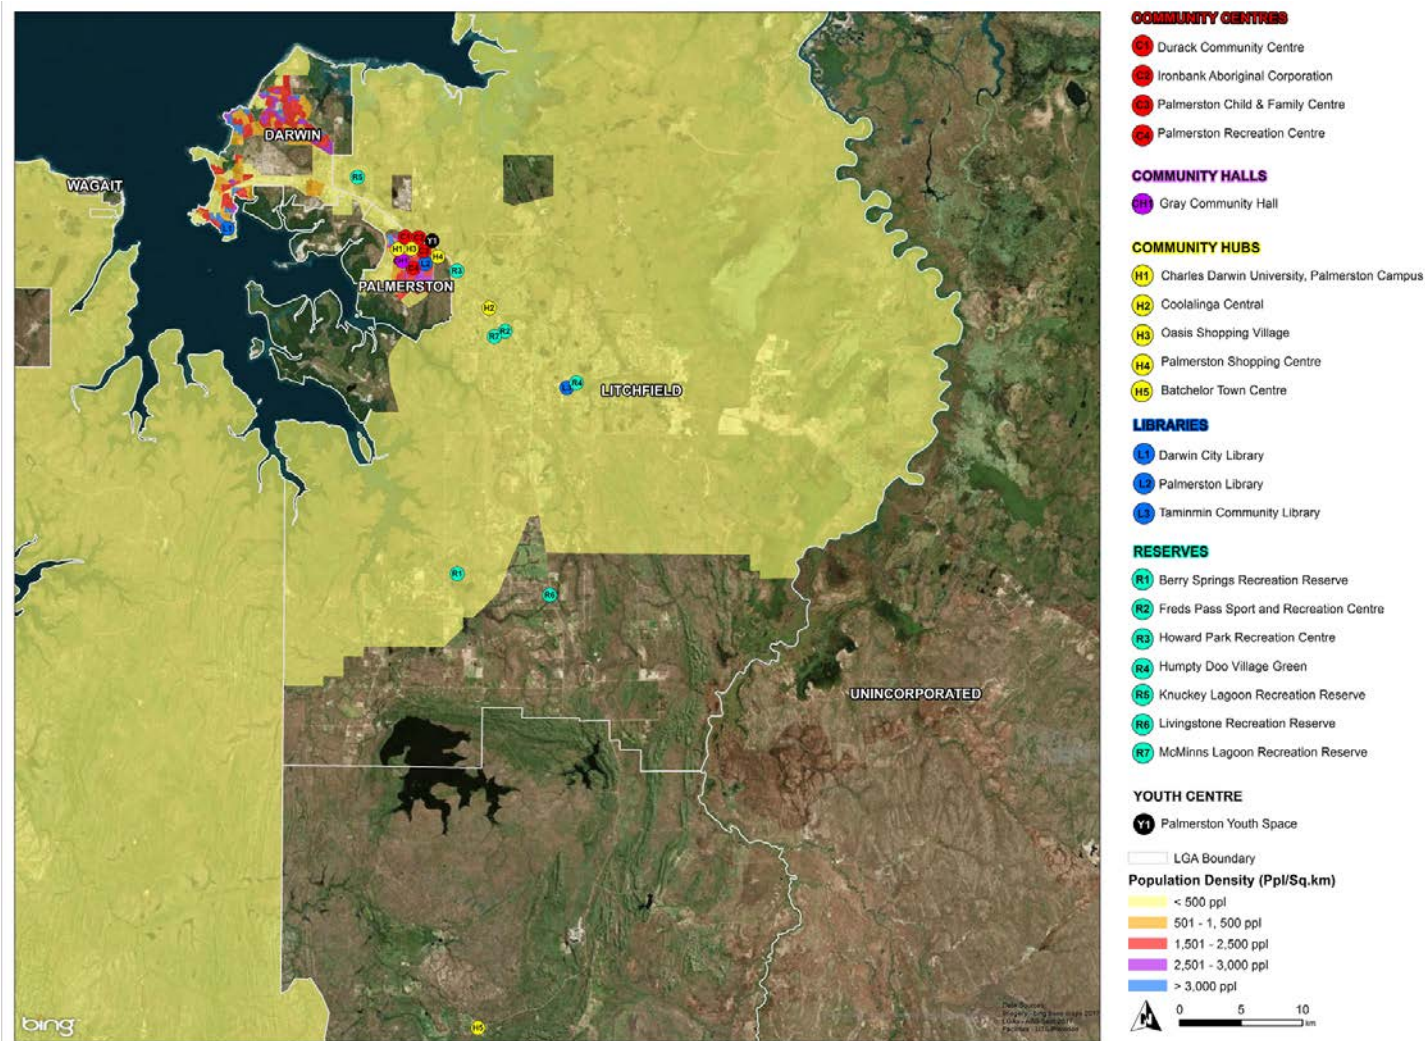 DARWIN
WAGAIT
R5
L1
C1
Y1
H1
H3
H4
L2
C4
R3
PALMERSTON
H2
R2
R7
L3
R4
LITCHFIELD
R1
R6
UNINCORPORATED
H5
bing
COMMUNITY CENTRES
C1 Durack Community Centre
C2 Ironbank Aboriginal Corporation
C3 Palmerston Child & Family Centre
C4 Palmerston Recreation Centre
COMMUNITY HALLS
CH1 Gray Community Hall
COMMUNITY HUBS
H1 Charles Darwin University, Palmerston Campus
H2 Coolalinga Central
H3 Oasis Shopping Village
H4 Palmerston Shopping Centre
H5 Batchelor Town Centre
LIBRARIES
L1 Darwin City Library
L2 Palmerston Library
L3 Taminmin Community Library
RESERVES
R1 Berry Springs Recreation Reserve
R2 Freds Pass Sport and Recreation Centre
R3 Howard Park Recreation Centre
R4 Humpty Doo Village Green
R5 Knuckey Lagoon Recreation Reserve
R6 Livingstone Recreation Reserve
R7 McMinns Lagoon Recreation Reserve
YOUTH CENTRE
Y1 Palmerston Youth Space
LGA Boundary
Population Density (Ppl/Sq.km)
< 500 ppl
501 - 1, 500 ppl
1,501 - 2,500 ppl
2,501 - 3,000 ppl
> 3,000 ppl
N 0 5 10
km